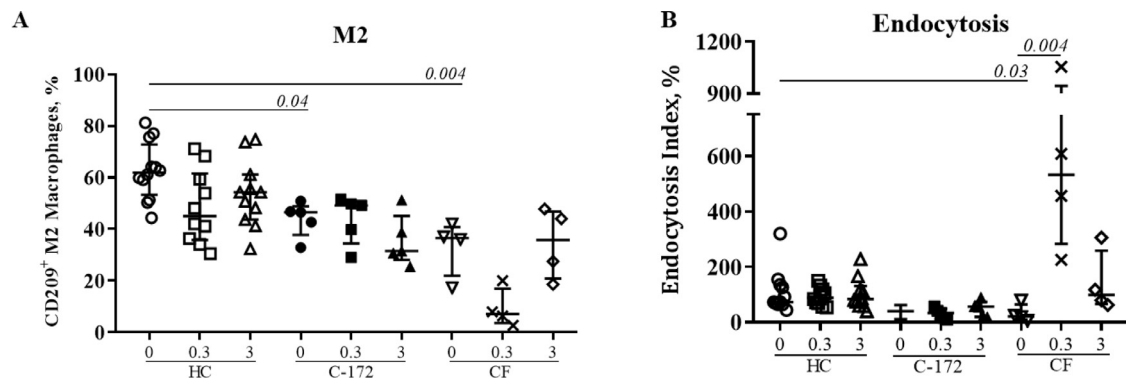 A
M2
CD209+ M2 Macrophages, %
100
80
60
40
20
0
0.004
0.04
0 0.3 3 0 0.3 3 0 0.3 3
HC C-172 CF
B
Endocytosis
Endocytosis Index, %
1200
900
600
400
200
0
0.004
0.03
0 0.3 3 0 0.3 3 0 0.3 3
HC C-172 CF